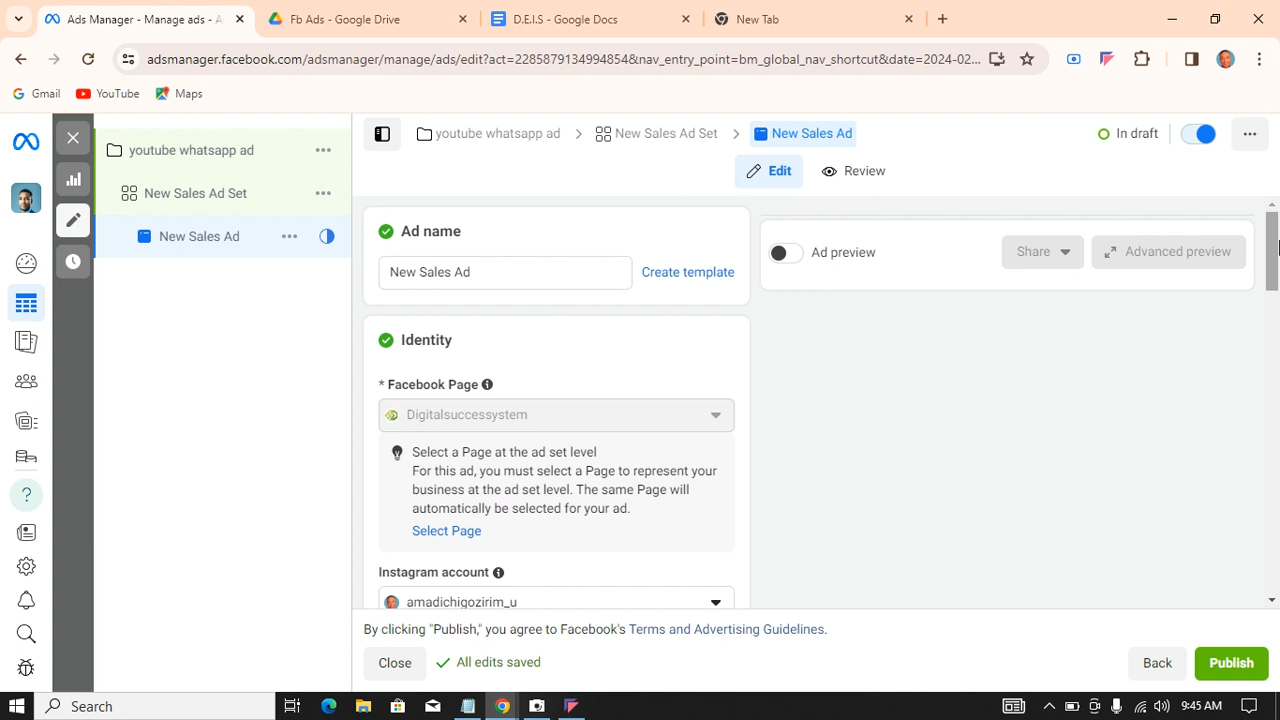 Ads Manager - Manage ads - A
Fb Ads - Google Drive
D.E.I.S - Google Docs
New Tab
adsmanager.facebook.com/adsmanager/manage/ads/edit?act=2285879134994854&nav_entry_point=bm_global_nav_shortcut&date=2024-02...
Gmail
YouTube
Maps
youtube whatsapp ad
New Sales Ad Set
New Sales Ad
youtube whatsapp ad
New Sales Ad Set
New Sales Ad
In draft
Edit
Review
Ad name
New Sales Ad
Create template
Ad preview
Share
Advanced preview
Identity
* Facebook Page
Digitalsuccessystem
Select a Page at the ad set level
For this ad, you must select a Page to represent your
business at the ad set level. The same Page will
automatically be selected for your ad.
Select Page
Instagram account
amadichigozirim_u
By clicking "Publish," you agree to Facebook's Terms and Advertising Guidelines.
Close
All edits saved
Back
Publish
Search
9:45 AM